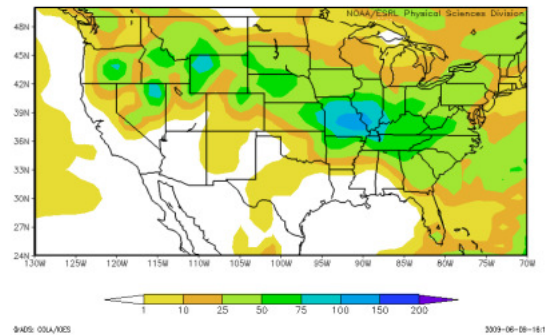 NOAA/ESRL Physical Sciences Division
48N
45N
42N
39N
36N
33N
30N
27N
24N
130W 125W 120W 115W 110W 105W 100W 95W 90W 85W 80W 75W 70W
1 10 25 50 75 100 150 200
GrADS: COLA/IGES